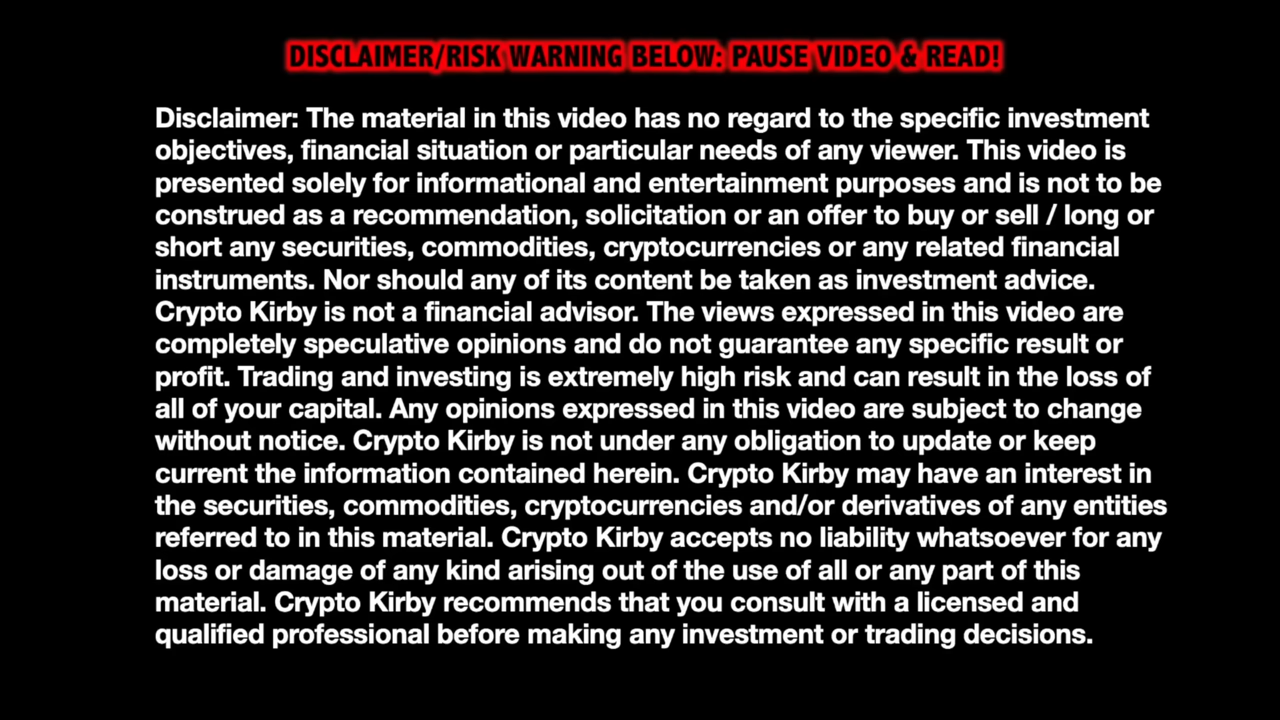 DISCLAIMER/RISK WARNING BELOW: PAUSE VIDEO & READ!
Disclaimer: The material in this video has no regard to the specific investment
objectives, financial situation or particular needs of any viewer. This video is
presented solely for informational and entertainment purposes and is not to be
construed as a recommendation, solicitation or an offer to buy or sell / long or
short any securities, commodities, cryptocurrencies or any related financial
instruments. Nor should any of its content be taken as investment advice.
Crypto Kirby is not a financial advisor. The views expressed in this video are
completely speculative opinions and do not guarantee any specific result or
profit. Trading and investing is extremely high risk and can result in the loss of
all of your capital. Any opinions expressed in this video are subject to change
without notice. Crypto Kirby is not under any obligation to update or keep
current the information contained herein. Crypto Kirby may have an interest in
the securities, commodities, cryptocurrencies and/or derivatives of any entities
referred to in this material. Crypto Kirby accepts no liability whatsoever for any
loss or damage of any kind arising out of the use of all or any part of this
material. Crypto Kirby recommends that you consult with a licensed and
qualified professional before making any investment or trading decisions.